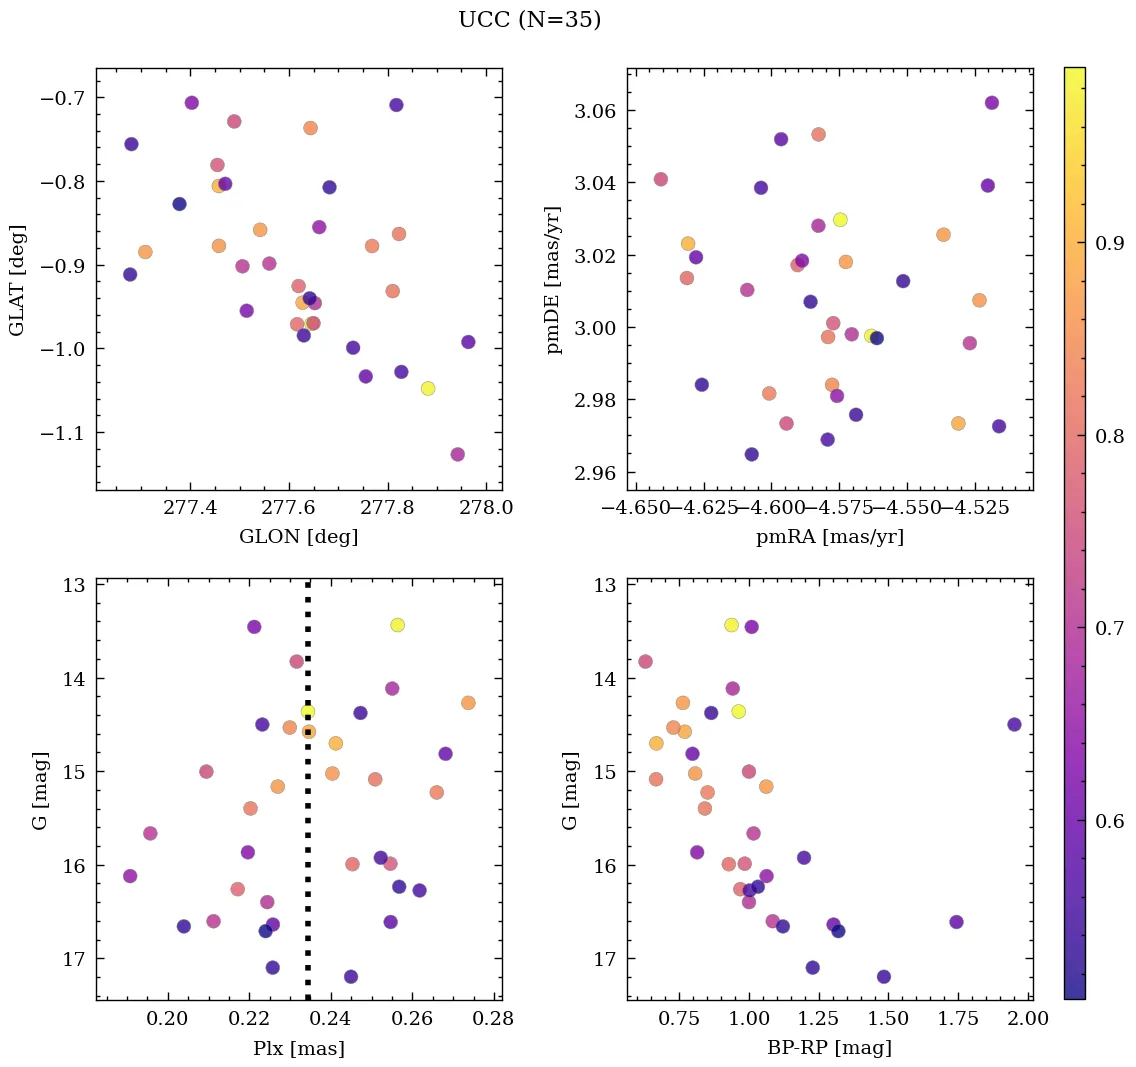 UCC (N=35)
−0.7
−0.8
−0.9
−1.0
−1.1
GLAT [deg]
277.4 277.6 277.8 278.0
GLON [deg]
3.06
3.04
3.02
3.00
2.98
2.96
pmDE [mas/yr]
−4.650 −4.625 −4.600 −4.575 −4.550 −4.525
pmRA [mas/yr]
13
14
15
16
17
G [mag]
0.20 0.22 0.24 0.26 0.28
Plx [mas]
13
14
15
16
17
G [mag]
0.75 1.00 1.25 1.50 1.75 2.00
BP-RP [mag]
0.9
0.8
0.7
0.6